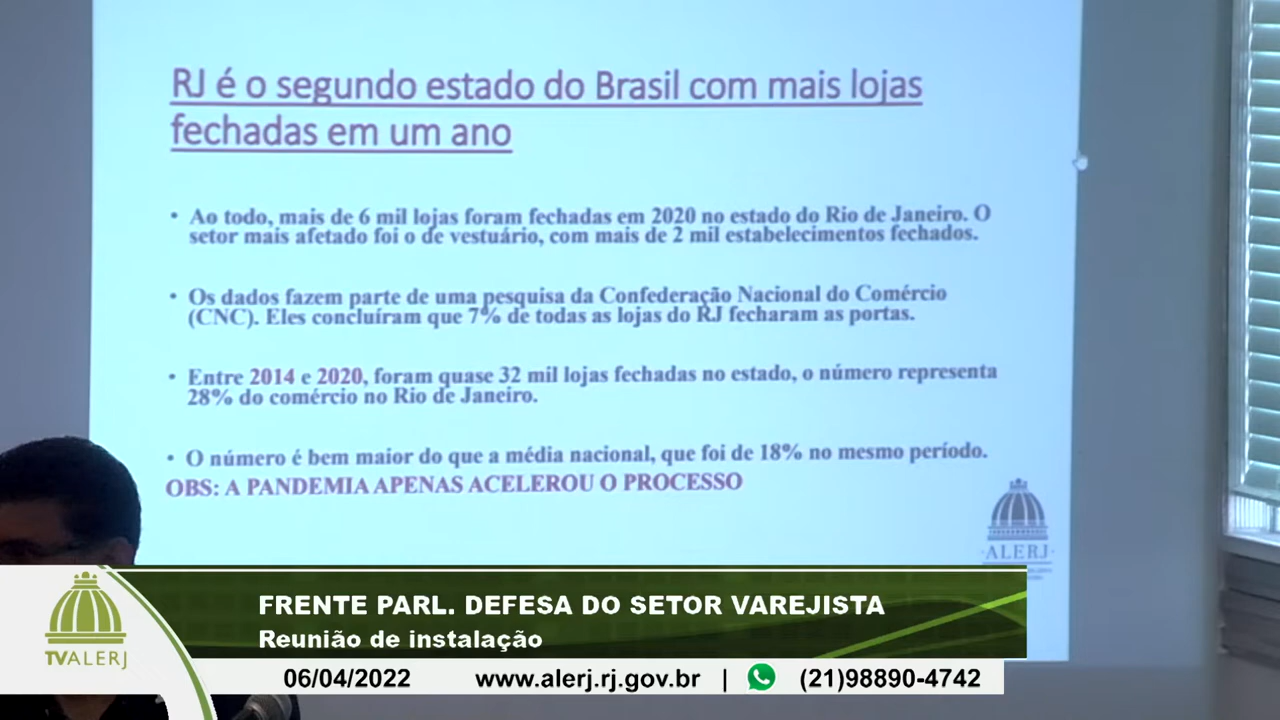 RJ é o segundo estado do Brasil com mais lojas
fechadas em um ano
• Ao todo, mais de 6 mil lojas foram fechadas em 2020 no estado do Rio de Janeiro. O
setor mais afetado foi o de vestuário, com mais de 2 mil estabelecimentos fechados.
• Os dados fazem parte de uma pesquisa da Confederação Nacional do Comércio
(CNC). Eles concluíram que 7% de todas as lojas do RJ fecharam as portas.
• Entre 2014 e 2020, foram quase 32 mil lojas fechadas no estado, o número representa
28% do comércio no Rio de Janeiro.
• O número é bem maior do que a média nacional, que foi de 18% no mesmo período.
OBS: A PANDEMIA APENAS ACELEROU O PROCESSO
·ALERJ·
FRENTE PARL. DEFESA DO SETOR VAREJISTA
Reunião de instalação
TVALERJ
06/04/2022 www.alerj.rj.gov.br | (21)98890-4742